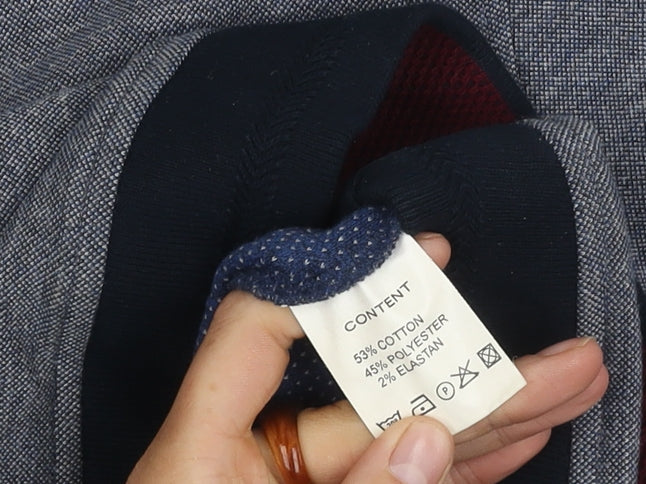 CONTENT
53% COTTON
45% POLYESTER
2% ELASTAN
P